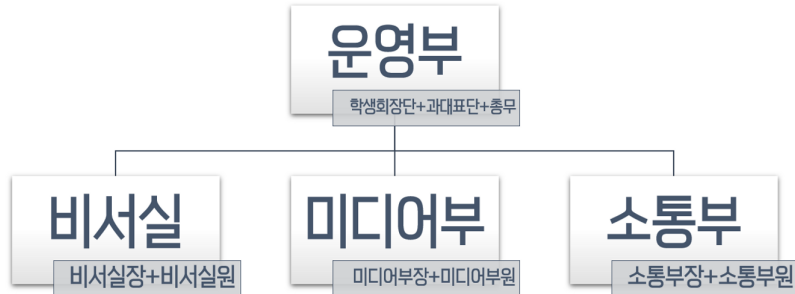 운영부
학생회장단+과대표단+총무
비서실
비서실장+비서실원
미디어부
미디어부장+미디어부원
소통부
소통부장+소통부원